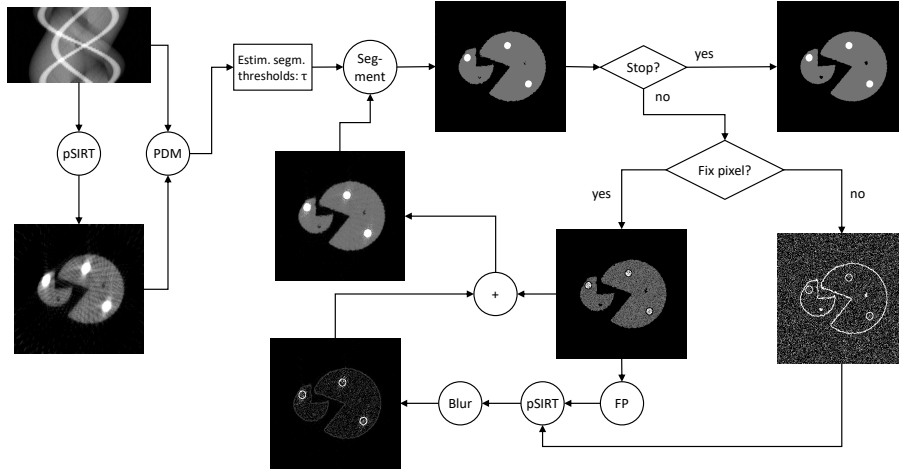 Estim. segm.
thresholds: τ
Seg-
ment
Stop?
yes
no
pSIRT
PDM
Fix pixel?
yes
no
+
Blur
pSIRT
FP